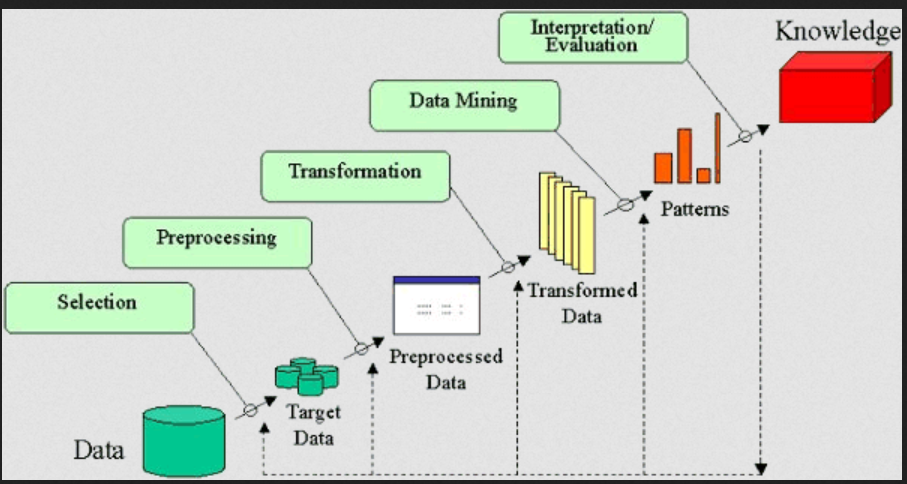 Interpretation/
Evaluation
Knowledge
Data Mining
Transformation
Patterns
Preprocessing
Transformed
Data
Selection
Preprocessed
Data
Target
Data
Data